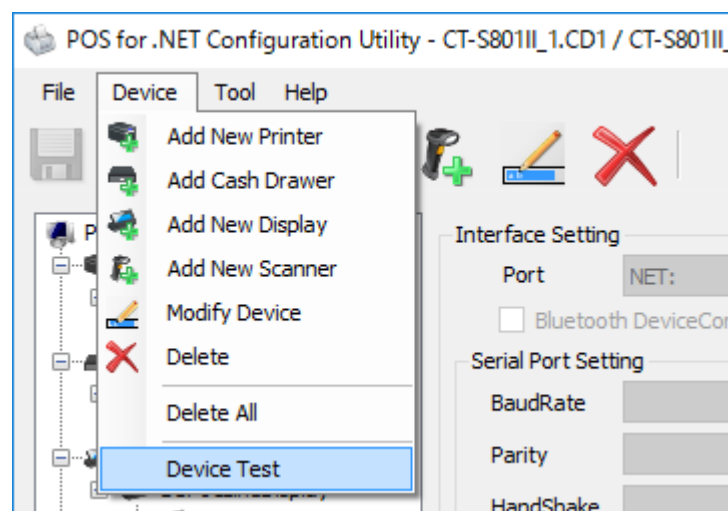 POS for .NET Configuration Utility - CT-S801II_1.CD1 / CT-S801II_
File Device Tool Help
Add New Printer
Add Cash Drawer
Add New Display
Add New Scanner
Modify Device
Delete
Delete All
Device Test
P
Interface Setting
Port NET:
Bluetooth DeviceCo
Serial Port Setting
BaudRate
Parity
HandShake